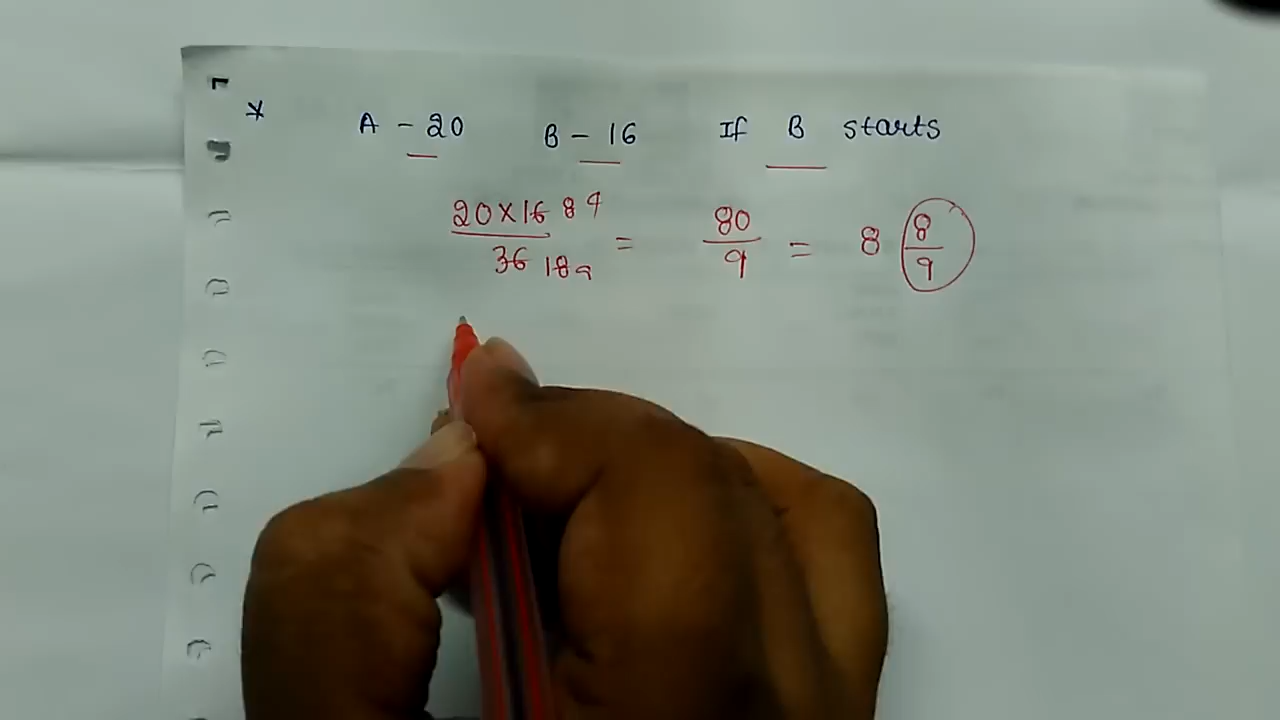 * A - 20 B - 16 If B starts
20 X 16 8 4
36 18 9
= 80/9 = 8 8/9